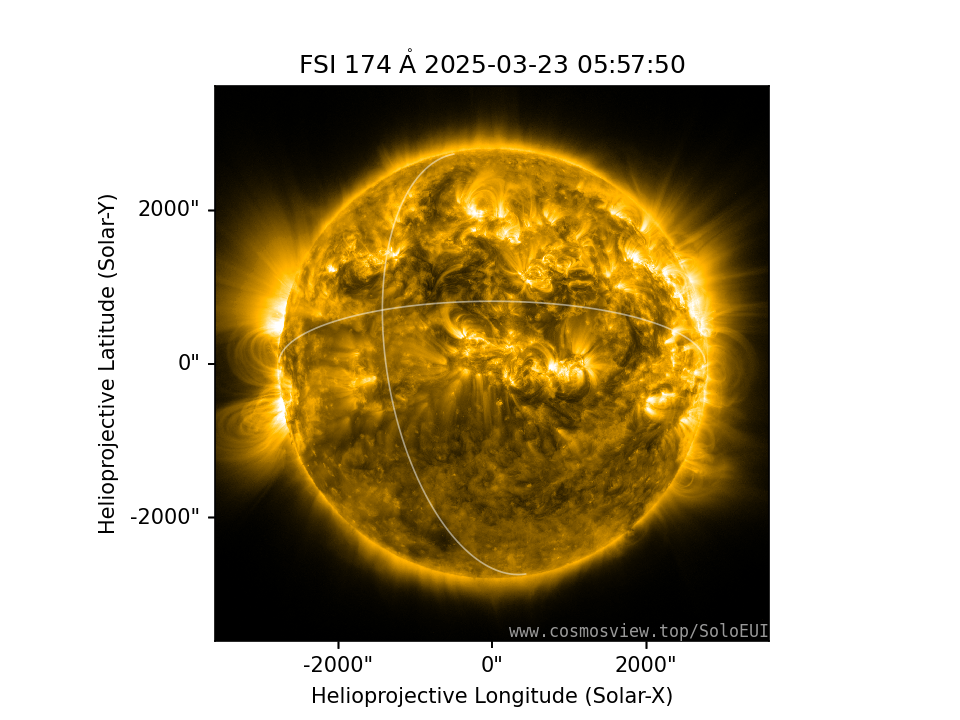 FSI 174 Å 2025-03-23 05:57:50
Helioprojective Latitude (Solar-Y)
2000"
0"
-2000"
www.cosmosview.top/SoloEUI
-2000"
0"
2000"
Helioprojective Longitude (Solar-X)